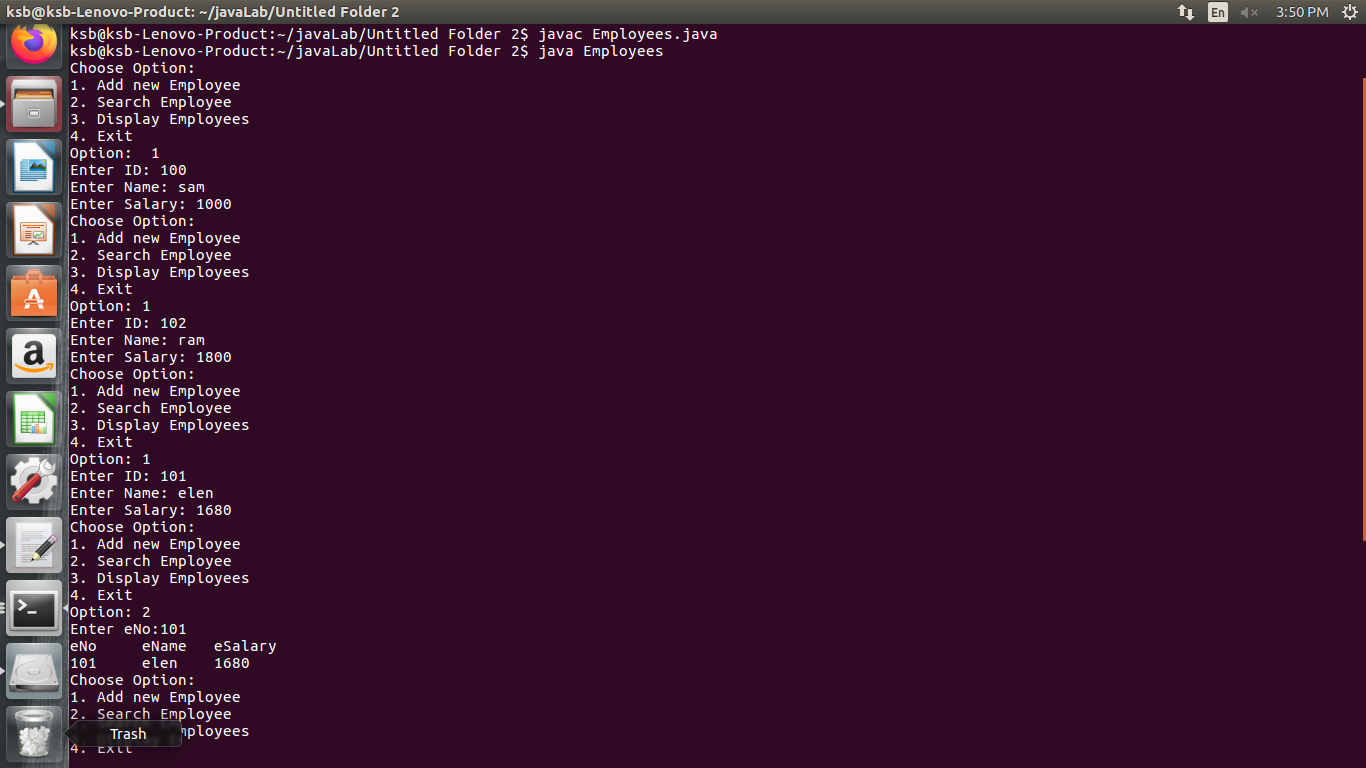 ksb@ksb-Lenovo-Product: ~/javaLab/Untitled Folder 2
En
3:50 PM
ksb@ksb-Lenovo-Product:~/javaLab/Untitled Folder 2$ javac Employees.java
ksb@ksb-Lenovo-Product:~/javaLab/Untitled Folder 2$ java Employees
Choose Option:
1. Add new Employee
2. Search Employee
3. Display Employees
4. Exit
Option:  1
Enter ID: 100
Enter Name: sam
Enter Salary: 1000
Choose Option:
1. Add new Employee
2. Search Employee
3. Display Employees
4. Exit
Option: 1
Enter ID: 102
Enter Name: ram
Enter Salary: 1800
Choose Option:
1. Add new Employee
2. Search Employee
3. Display Employees
4. Exit
Option: 1
Enter ID: 101
Enter Name: elen
Enter Salary: 1680
Choose Option:
1. Add new Employee
2. Search Employee
3. Display Employees
4. Exit
Option: 2
Enter eNo:101
eNo     eName   eSalary
101     elen    1680
Choose Option:
1. Add new Employee
2. Search Employee
mployees
4. Exit
Trash